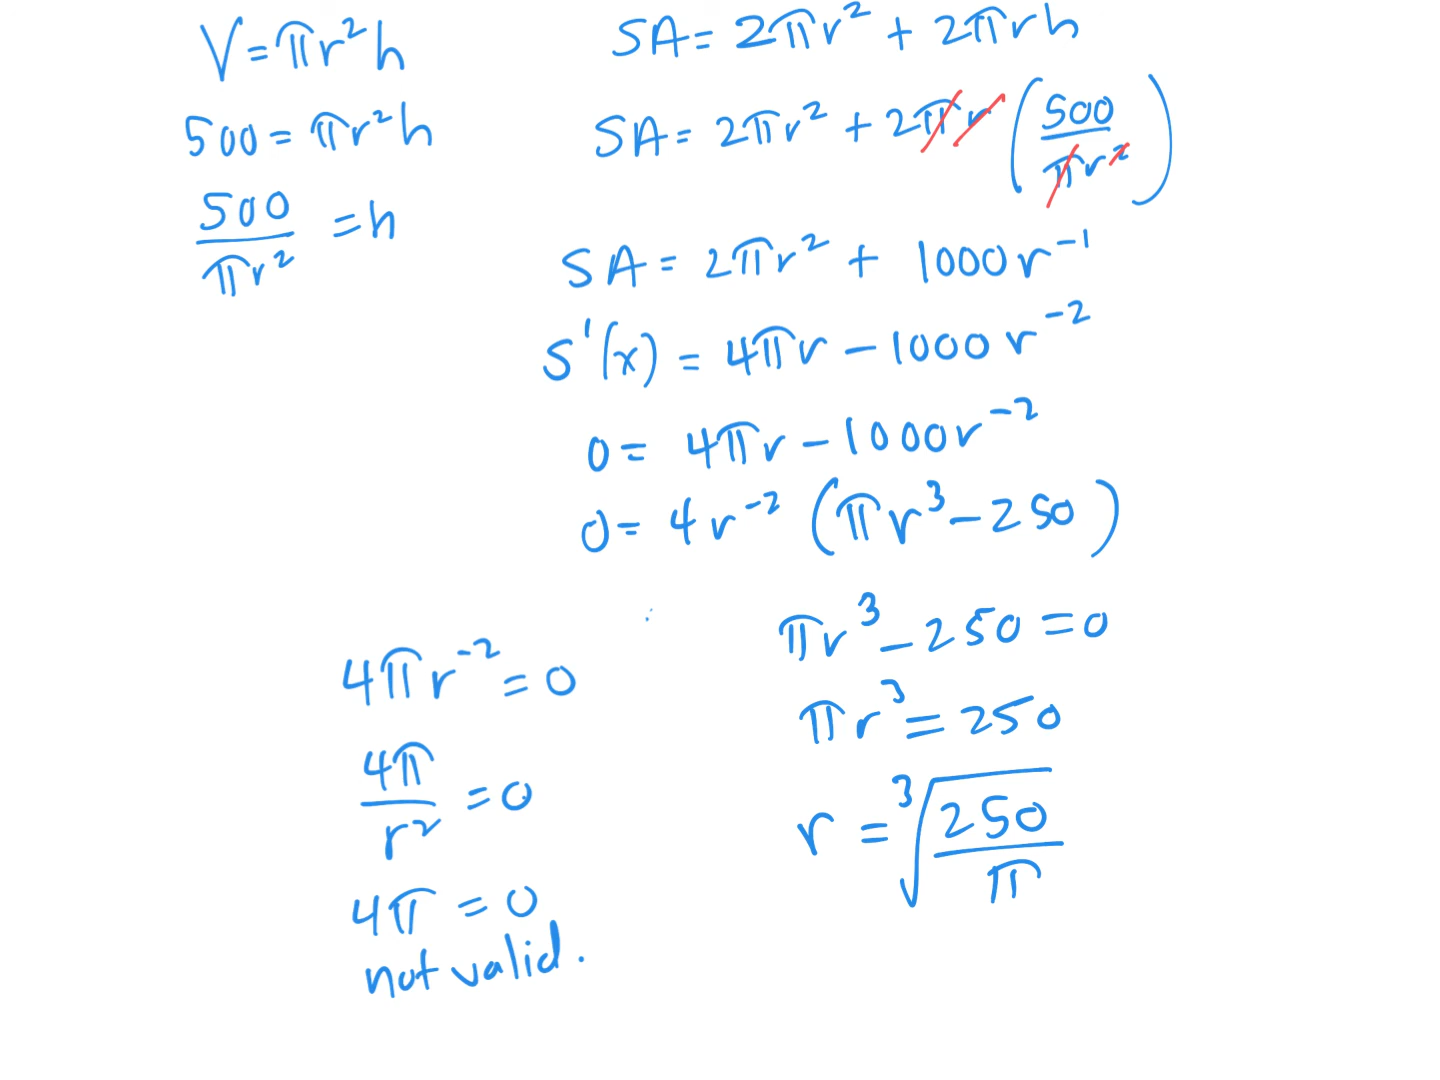 V = πr²h
500 = πr²h
500/πr² = h
SA = 2πr² + 2πrh
SA = 2πr² + 2πr (500/πr²)
SA = 2πr² + 1000r⁻¹
S'(x) = 4πr − 1000r⁻²
0 = 4πr − 1000r⁻²
0 = 4r⁻² (πr³ − 250)
4πr⁻² = 0
4π/r² = 0
4π = 0
not valid.
πr³ − 250 = 0
πr³ = 250
r = ³√(250/π)